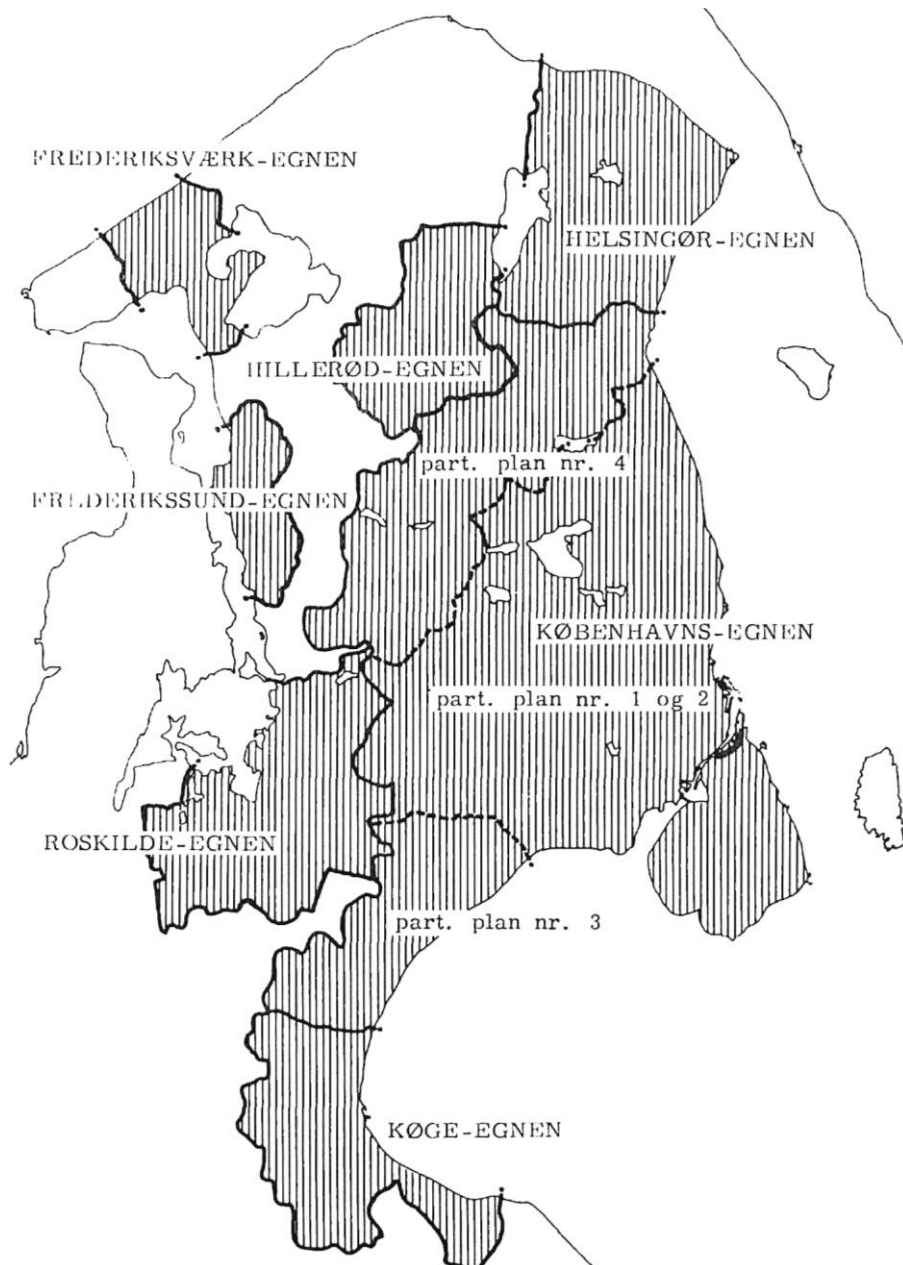 FREDERIKSVÆRK-EGNEN
HELSINGØR-EGNEN
HILLERØD-EGNEN
part. plan nr. 4
FREDERIKSSUND-EGNEN
KØBENHAVNS-EGNEN
part. plan nr. 1 og 2
ROSKILDE-EGNEN
part. plan nr. 3
KØGE-EGNEN